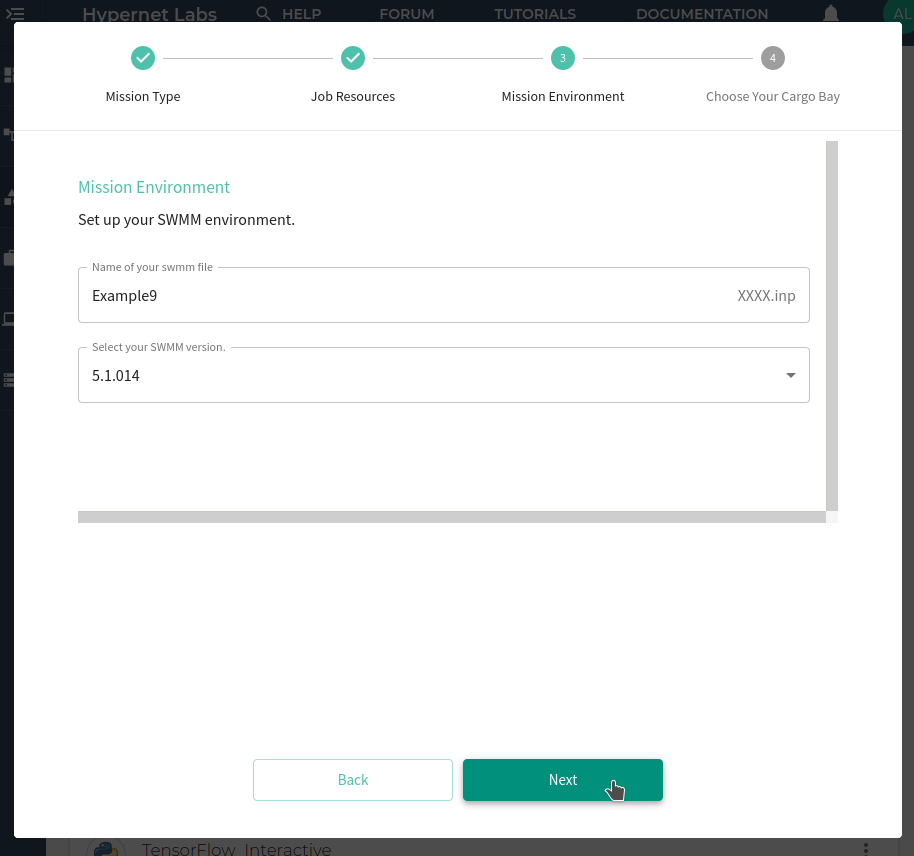 Hypernet Labs HELP FORUM TUTORIALS DOCUMENTATION AL
3 4
Mission Type Job Resources Mission Environment Choose Your Cargo Bay
Mission Environment
Set up your SWMM environment.
Name of your swmm file
Example9 XXXX.inp
Select your SWMM version.
5.1.014
Back Next
TensorFlow Interactive